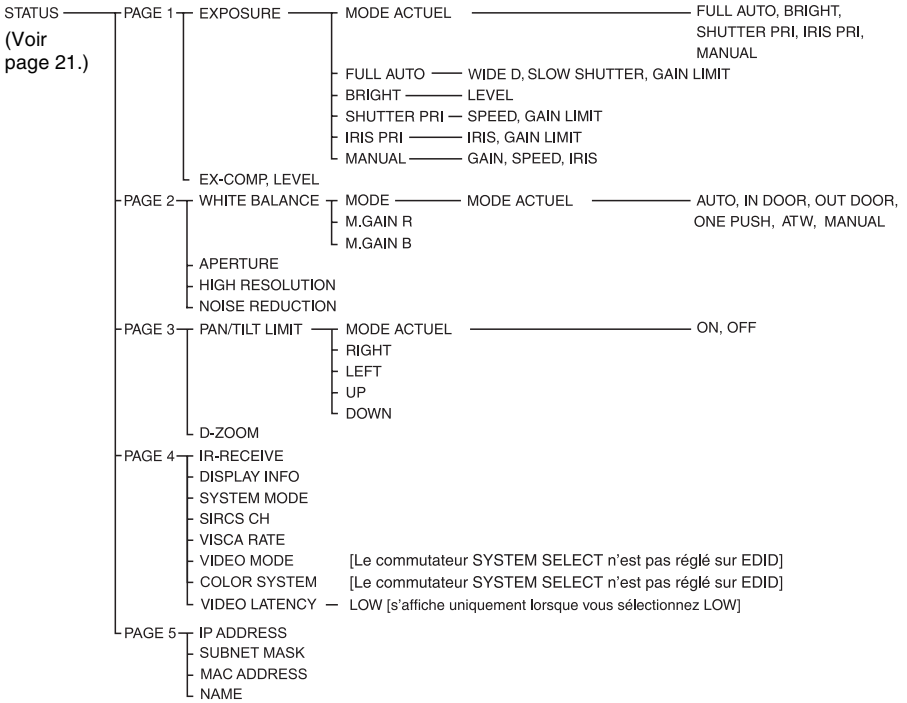 STATUS PAGE 1 EXPOSURE MODE ACTUEL FULL AUTO, BRIGHT,
(Voir SHUTTER PRI, IRIS PRI,
page 21.) MANUAL
FULL AUTO WIDE D, SLOW SHUTTER, GAIN LIMIT
BRIGHT LEVEL
SHUTTER PRI SPEED, GAIN LIMIT
IRIS PRI IRIS, GAIN LIMIT
MANUAL GAIN, SPEED, IRIS
EX-COMP, LEVEL
PAGE 2 WHITE BALANCE MODE MODE ACTUEL AUTO, IN DOOR, OUT DOOR,
M.GAIN R ONE PUSH, ATW, MANUAL
M.GAIN B
APERTURE
HIGH RESOLUTION
NOISE REDUCTION
PAGE 3 PAN/TILT LIMIT MODE ACTUEL ON, OFF
RIGHT
LEFT
UP
DOWN
D-ZOOM
PAGE 4 IR-RECEIVE
DISPLAY INFO
SYSTEM MODE
SIRCS CH
VISCA RATE
VIDEO MODE [Le commutateur SYSTEM SELECT n'est pas réglé sur EDID]
COLOR SYSTEM [Le commutateur SYSTEM SELECT n'est pas réglé sur EDID]
VIDEO LATENCY LOW [s'affiche uniquement lorsque vous sélectionnez LOW]
PAGE 5 IP ADDRESS
SUBNET MASK
MAC ADDRESS
NAME